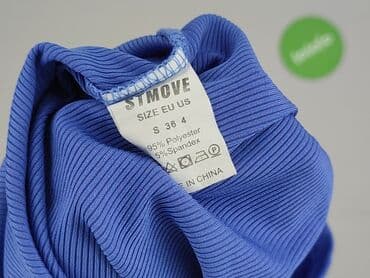 STMOVE
SIZE EU US
S 36 4
95% Polyester
5%Spandex
E IN CHINA